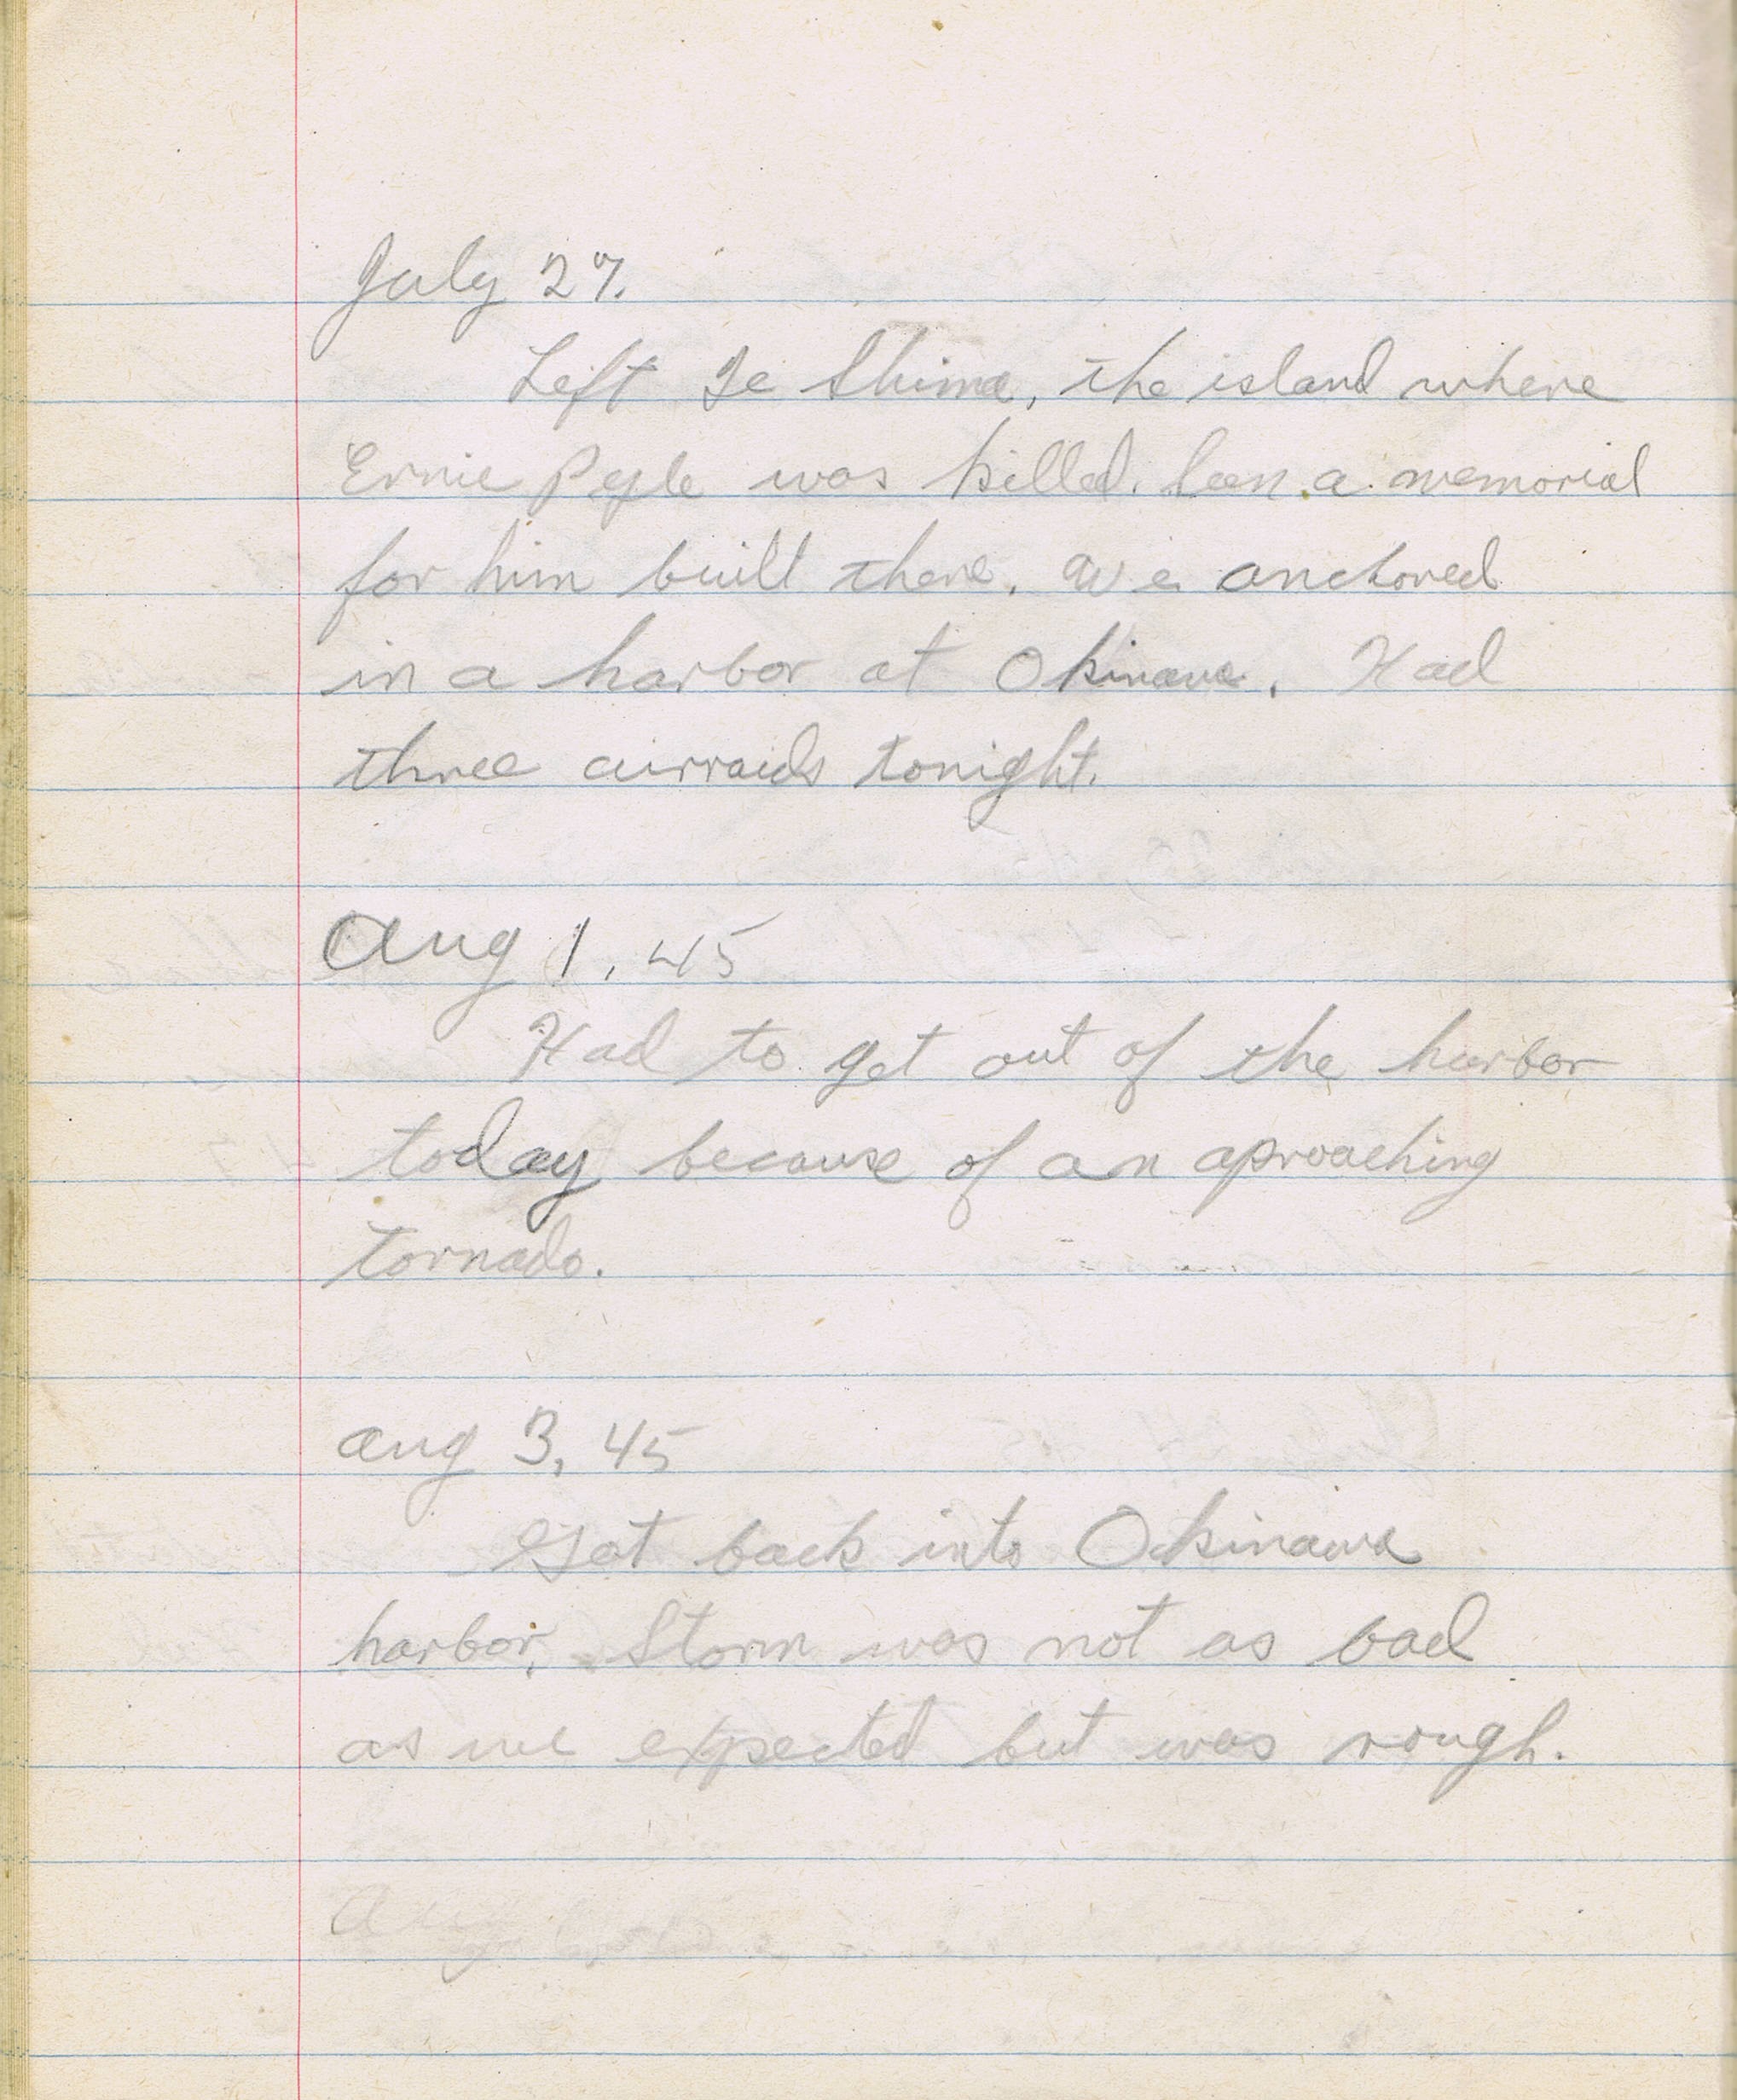 July 27.
Left Ie Shima, the island where
Ernie Pyle was killed. Seen a memorial
for him built there. We anchored
in a harbor at Okinawa. Had
three airraids tonight.
Aug 1, 45
Had to get out of the harbor
today because of an aproaching
tornado.
Aug 3, 45
Got back into Okinawa
harbor. Storm was not as bad
as we expected but was rough.
Aug